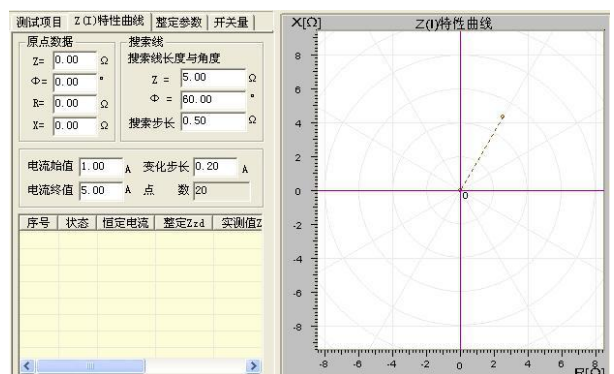 测试项目 Z(I)特性曲线 整定参数 开关量
原点数据 搜索线
Z= 0.00 Ω 搜索线长度与角度
Φ= 0.00 ° Z = 5.00 Ω
R= 0.00 Ω Φ = 60.00 °
X= 0.00 Ω 搜索步长 0.50 Ω
电流始值 1.00 A 变化步长 0.20 A
电流终值 5.00 A 点 数 20
序号 状态 恒定电流 整定Zzd 实测值Z
X[Ω] Z(I)特性曲线
8
6
4
2
0 0
-2
-4
-6
-8
-8 -6 -4 -2 0 2 4 6 8
R[Ω]